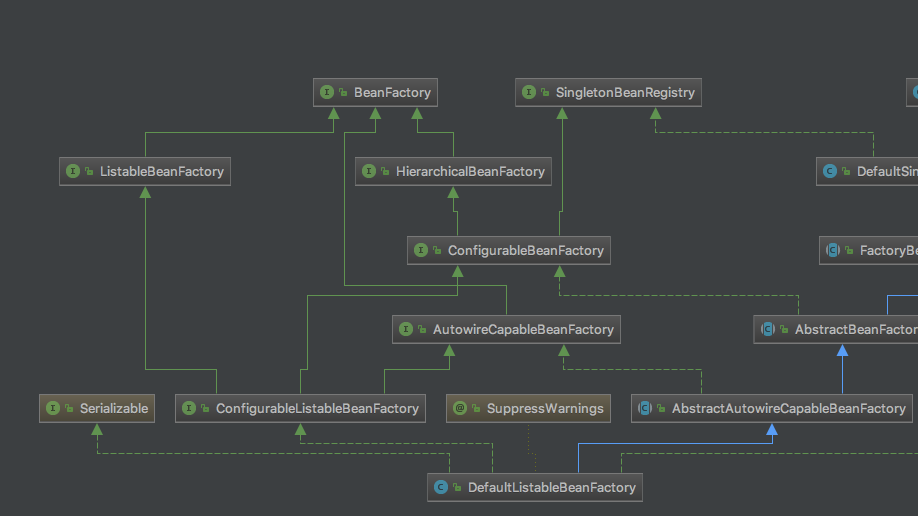 BeanFactory
SingletonBeanRegistry
ListableBeanFactory
HierarchicalBeanFactory
DefaultSin
ConfigurableBeanFactory
FactoryBe
AutowireCapableBeanFactory
AbstractBeanFactor
Serializable
ConfigurableListableBeanFactory
SuppressWarnings
AbstractAutowireCapableBeanFactory
DefaultListableBeanFactory